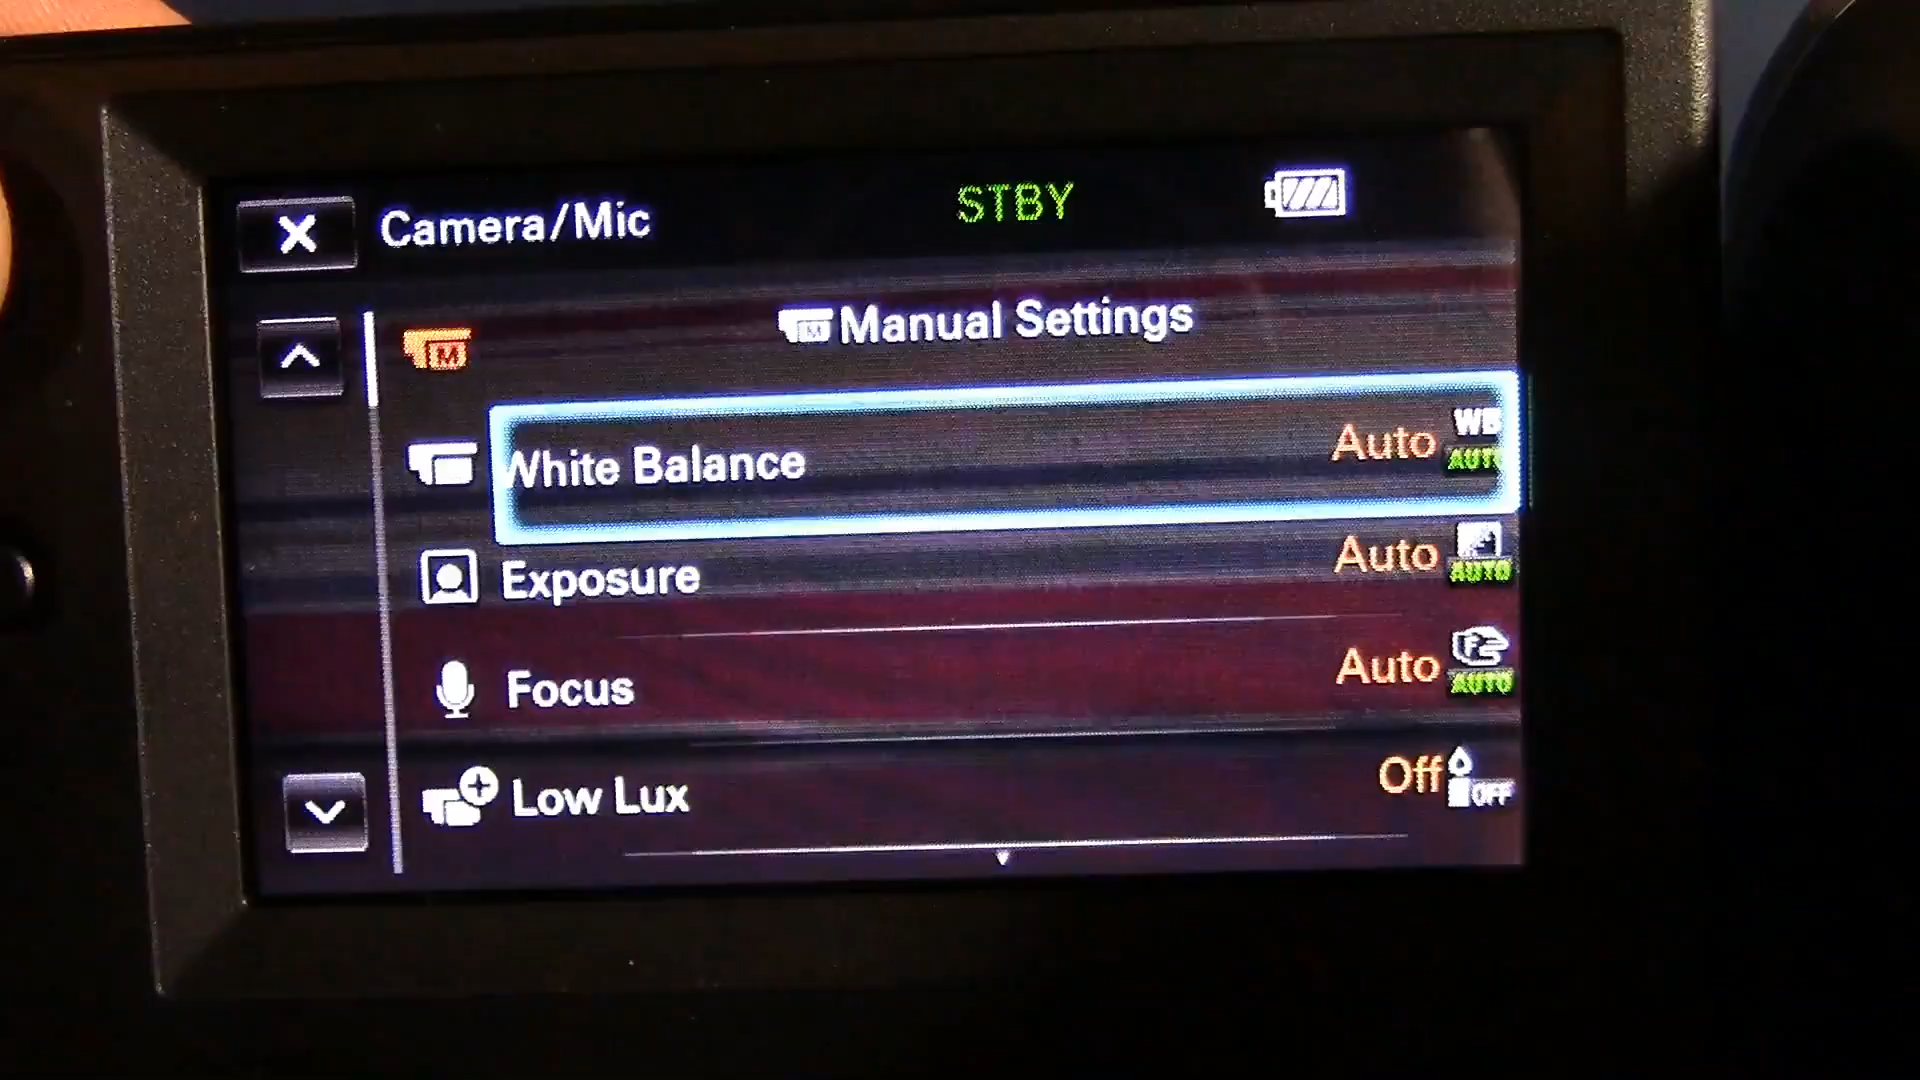 Camera/Mic STBY
M
M Manual Settings
White Balance Auto WB AUTO
Exposure Auto AUTO
Focus Auto F AUTO
Low Lux Off OFF